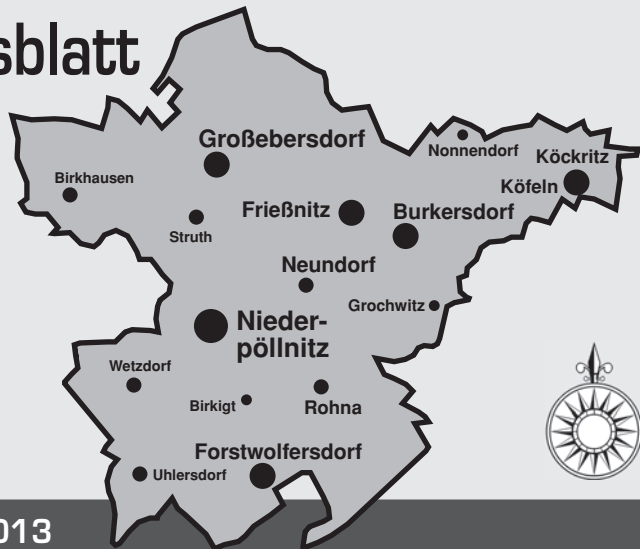 sblatt
Großebersdorf
Nonnendorf
Köckritz
Birkhausen
Köfeln
Frießnitz
Burkersdorf
Struth
Neundorf
Grochwitz
Nieder-
pöllnitz
Wetzdorf
Birkigt
Rohna
Forstwolfersdorf
Uhlersdorf
013